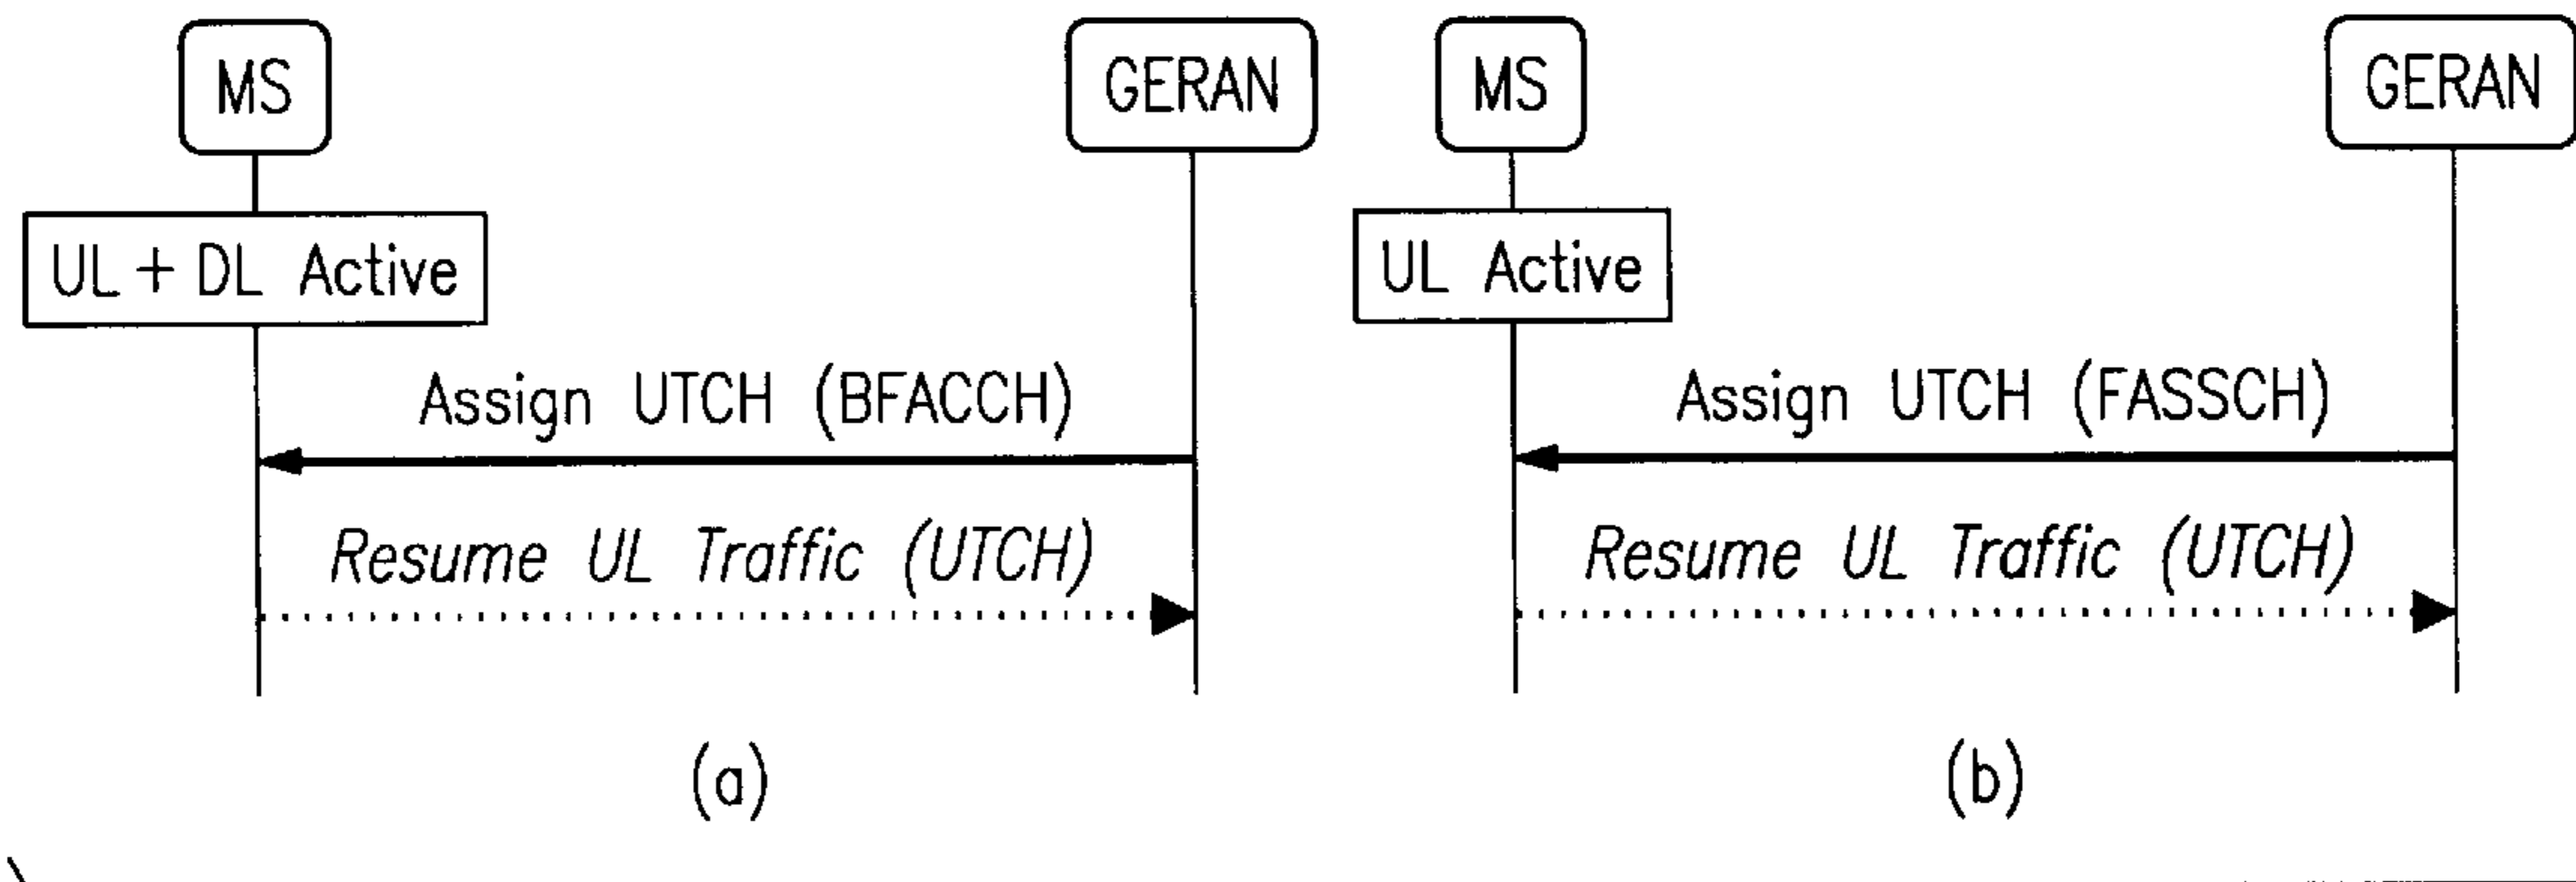 MS GERAN MS GERAN
UL + DL Active UL Active
Assign UTCH (BFACCH) Assign UTCH (FASSCH)
Resume UL Traffic (UTCH) Resume UL Traffic (UTCH)
(a) (b)